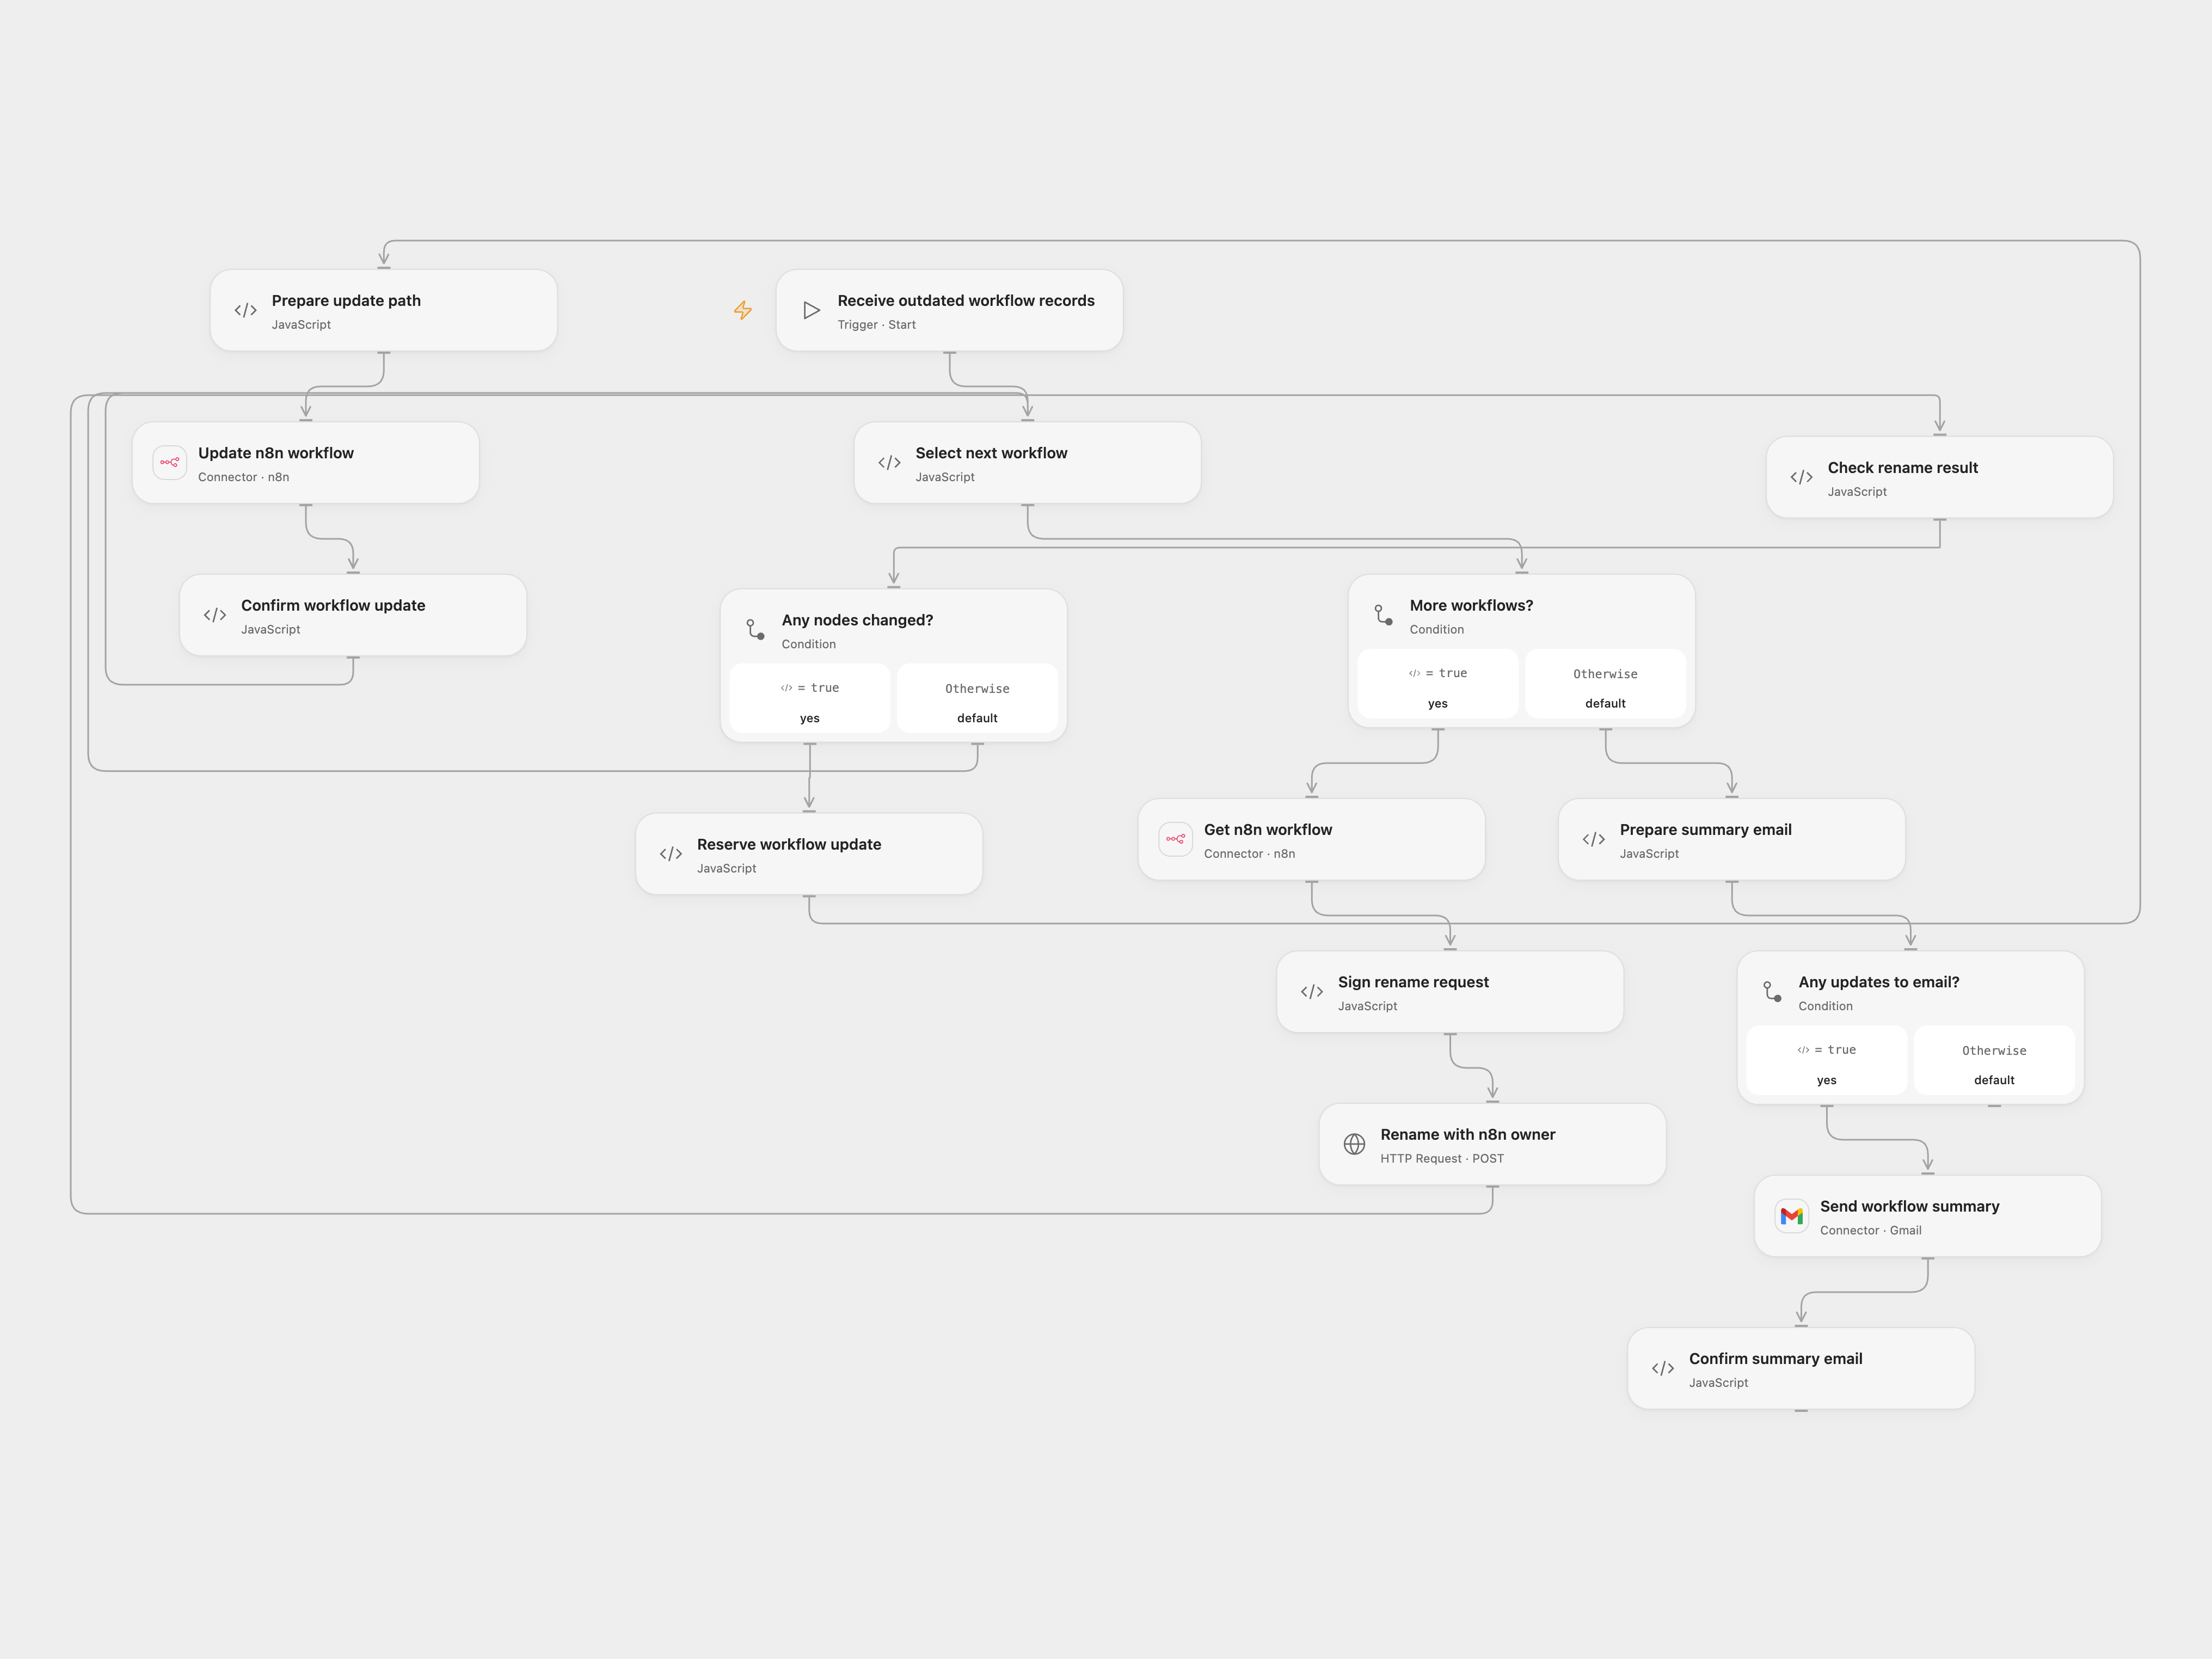 Prepare update path
JavaScript
Receive outdated workflow records
Trigger · Start
Update n8n workflow
Connector · n8n
Select next workflow
JavaScript
Check rename result
JavaScript
Confirm workflow update
JavaScript
Any nodes changed?
Condition
</> = true
yes
Otherwise
default
More workflows?
Condition
</> = true
yes
Otherwise
default
Reserve workflow update
JavaScript
Get n8n workflow
Connector · n8n
Prepare summary email
JavaScript
Sign rename request
JavaScript
Any updates to email?
Condition
</> = true
yes
Otherwise
default
Rename with n8n owner
HTTP Request · POST
Send workflow summary
Connector · Gmail
Confirm summary email
JavaScript